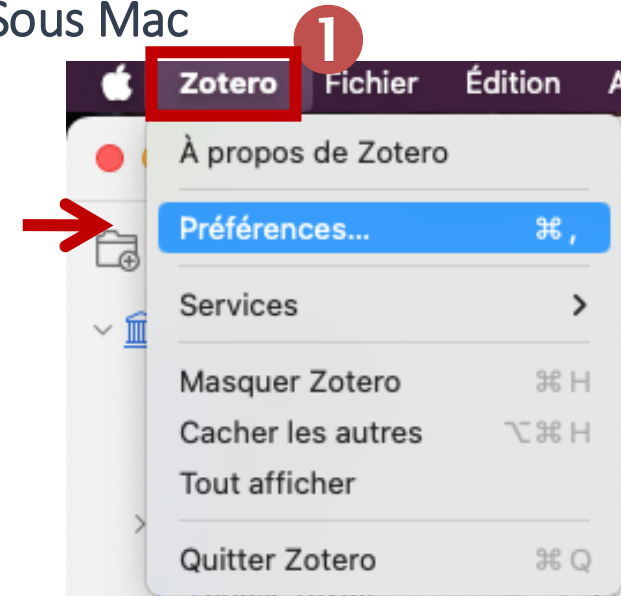 Sous Mac
1
Zotero Fichier Édition
À propos de Zotero
Préférences... ⌘ ,
Services
Masquer Zotero ⌘ H
Cacher les autres ⌥⌘ H
Tout afficher
Quitter Zotero ⌘ Q